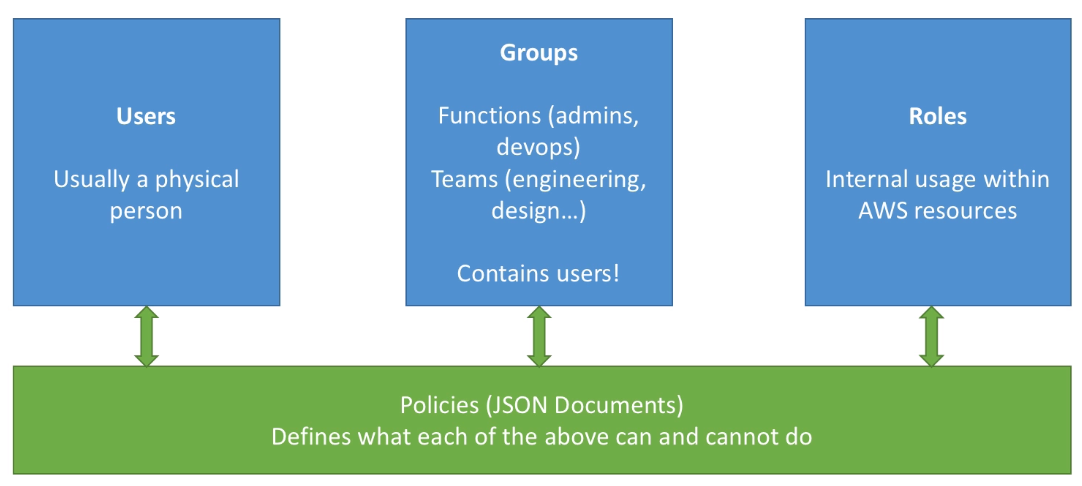 Users
Usually a physical
person
Groups
Functions (admins,
devops)
Teams (engineering,
design…)
Contains users!
Roles
Internal usage within
AWS resources
Policies (JSON Documents)
Defines what each of the above can and cannot do